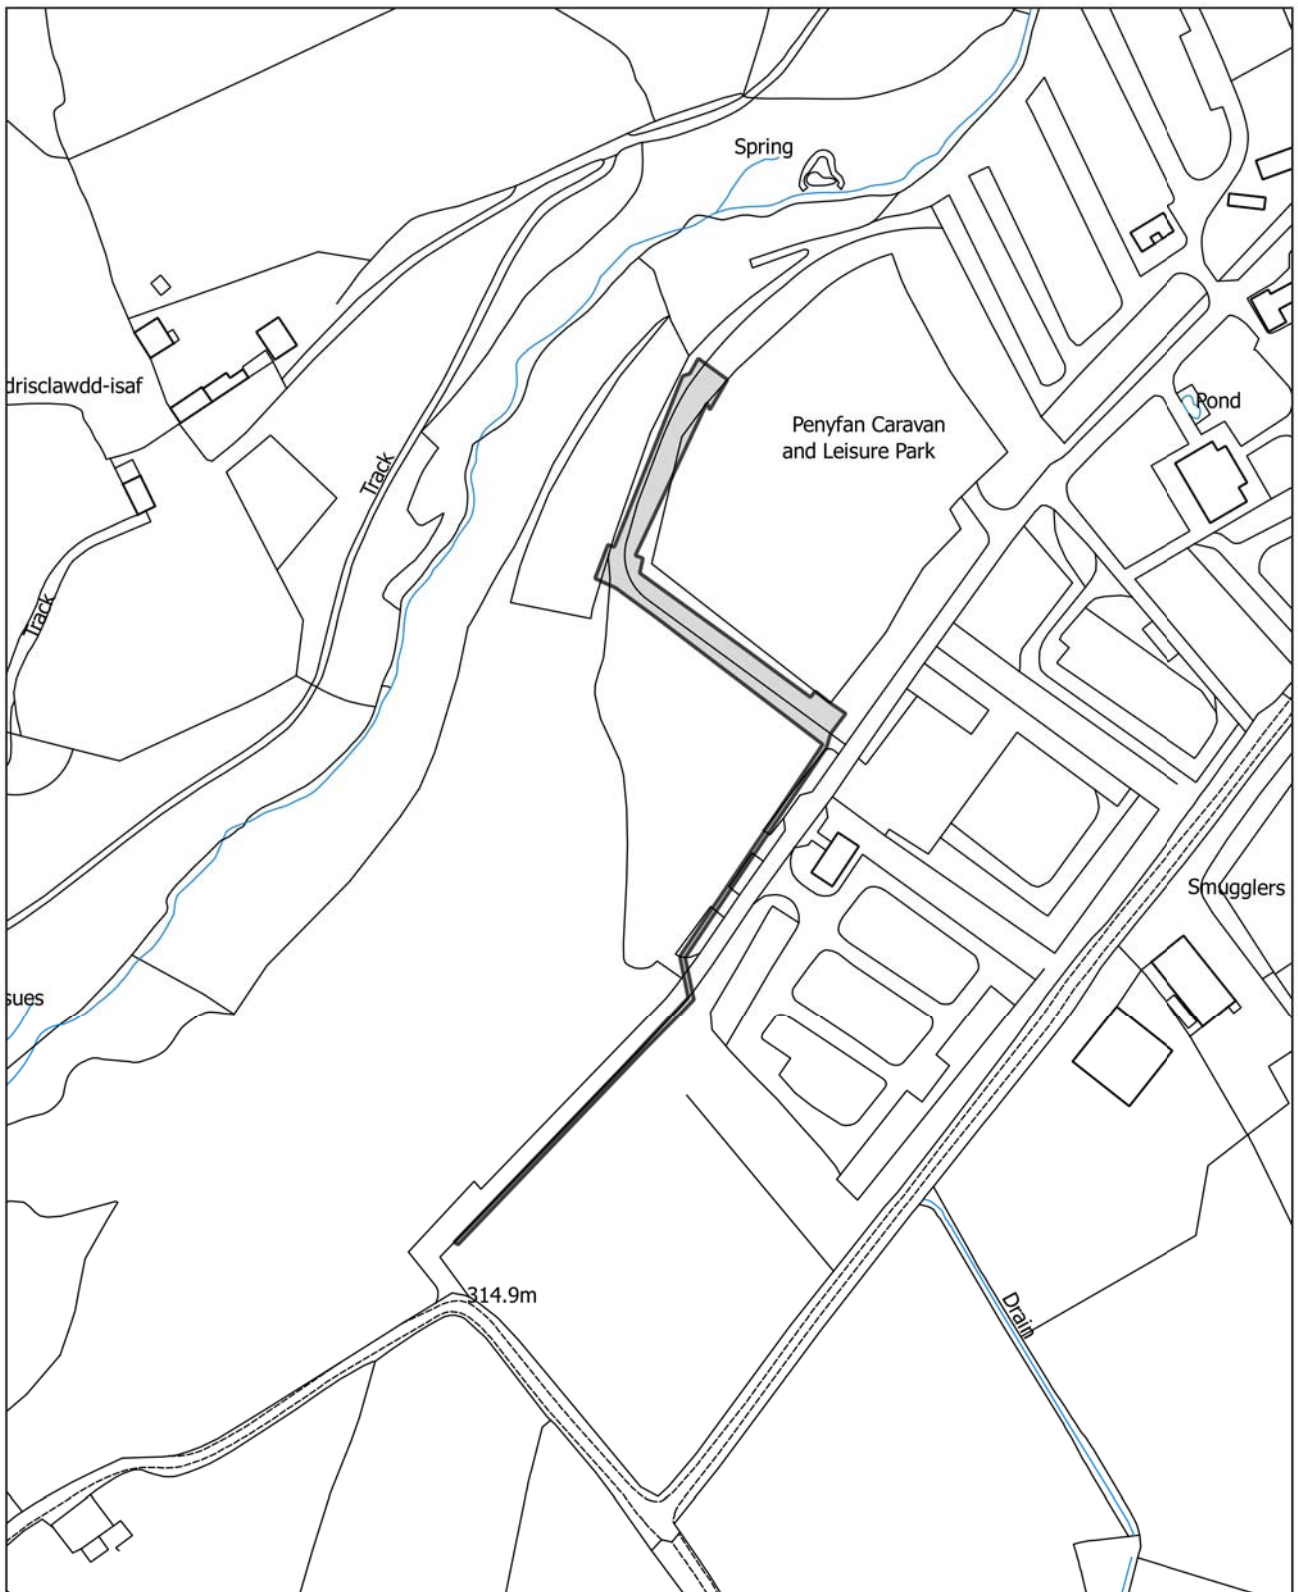 Spring
drisclawdd-isaf
Pond
Penyfan Caravan
and Leisure Park
Track
Track
Smugglers
sues
314.9m
Drain